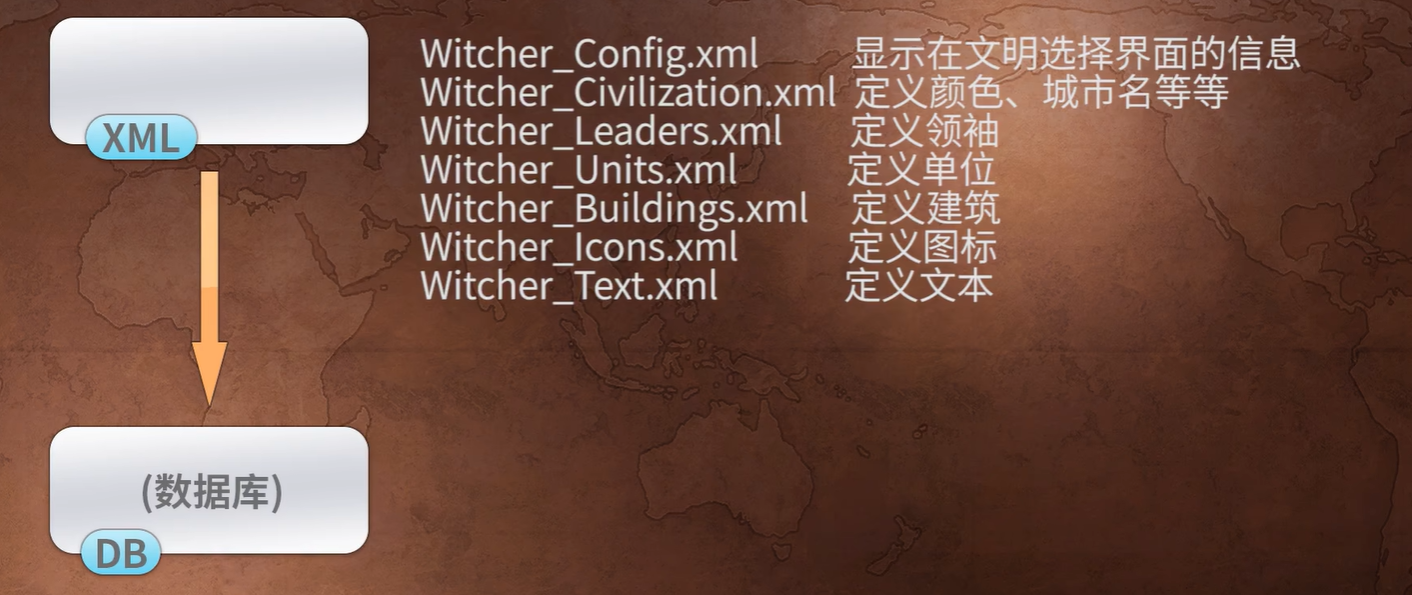 XML
Witcher_Config.xml 显示在文明选择界面的信息
Witcher_Civilization.xml 定义颜色、城市名等等
Witcher_Leaders.xml 定义领袖
Witcher_Units.xml 定义单位
Witcher_Buildings.xml 定义建筑
Witcher_Icons.xml 定义图标
Witcher_Text.xml 定义文本
(数据库)
DB